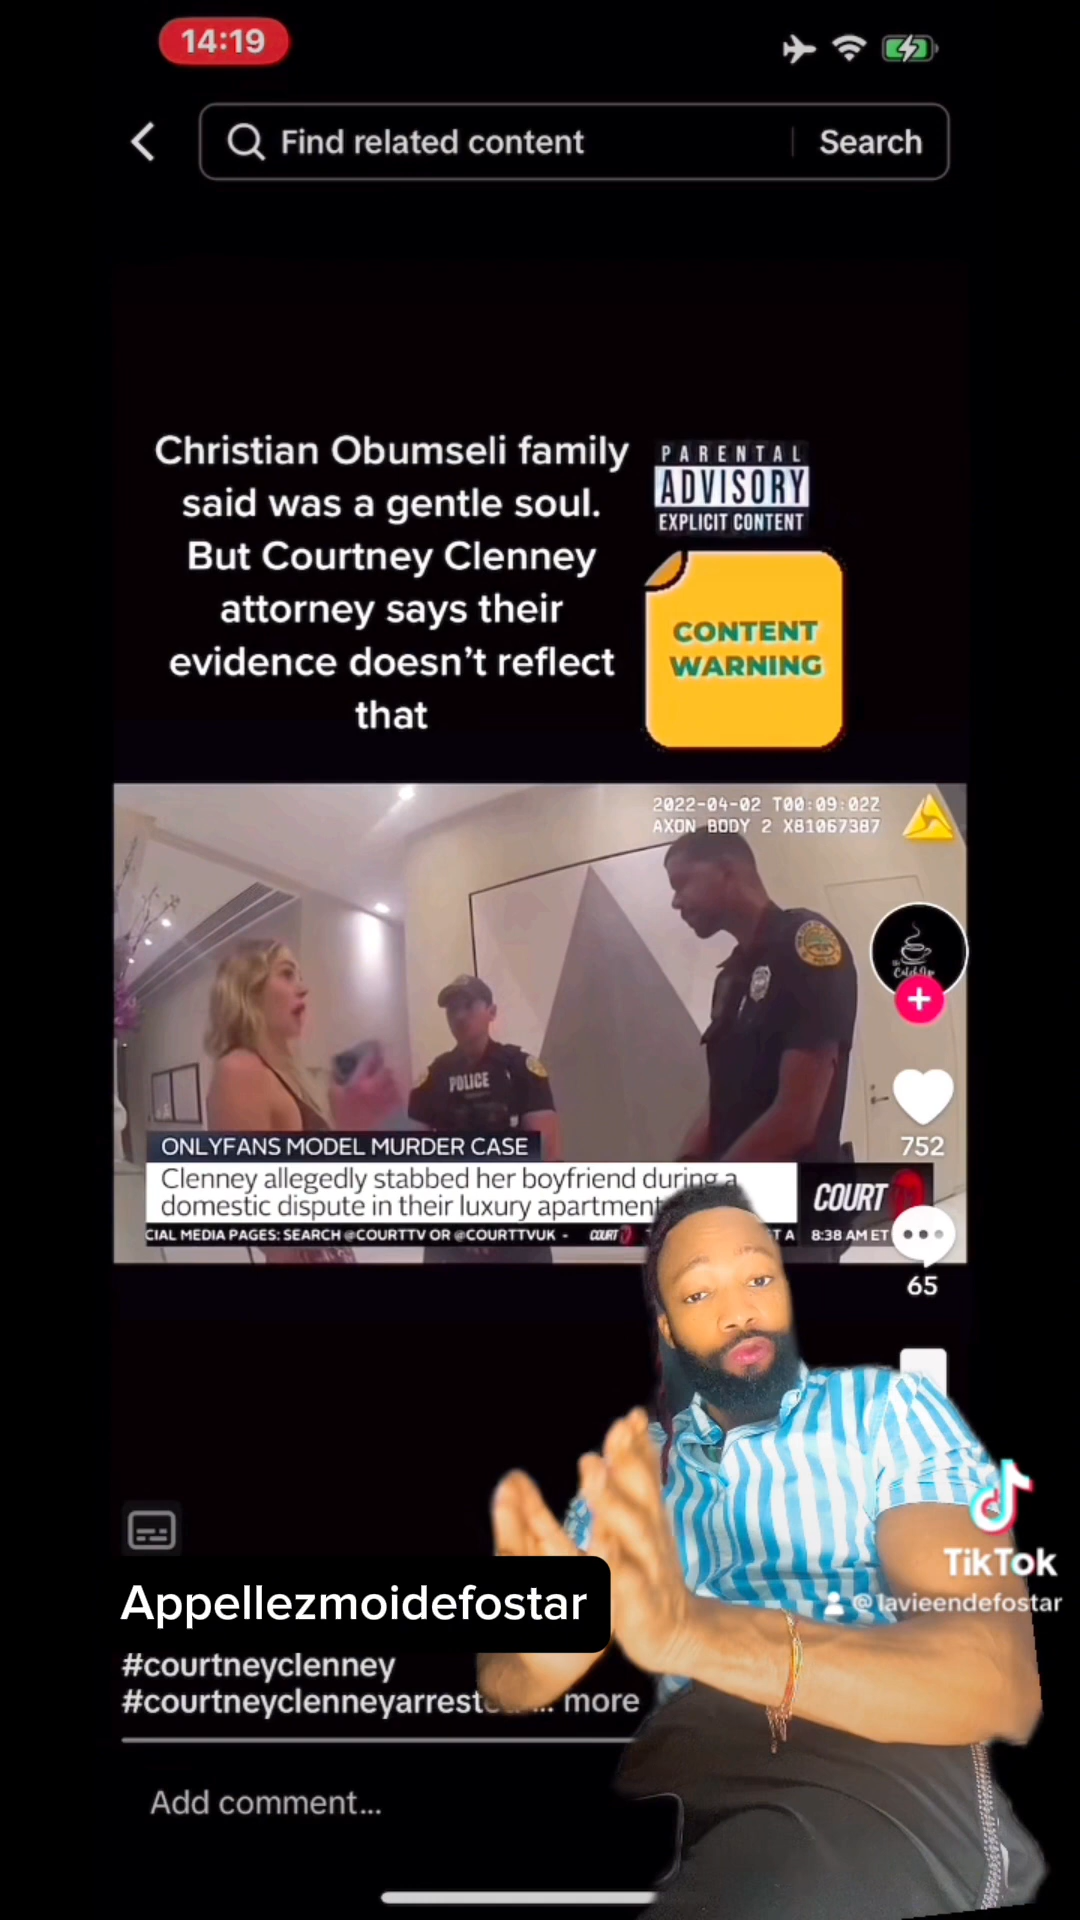 14:19
Find related content
Search
Christian Obumseli family
said was a gentle soul.
But Courtney Clenney
attorney says their
evidence doesn't reflect
that
PARENTAL
ADVISORY
EXPLICIT CONTENT
CONTENT
WARNING
2022-04-02 T00:09:02Z
AXON BODY 2 X81067387
POLICE
752
ONLYFANS MODEL MURDER CASE
Clenney allegedly stabbed her boyfriend during a
domestic dispute in their luxury apartment
COURT
CIAL MEDIA PAGES: SEARCH @COURTTV OR @COURTTVUK - COURT
8:38 AM ET
65
TikTok
@lavieendefostar
Appellezmoidefostar
#courtneyclenney
#courtneyclenneyarrest... more
Add comment...